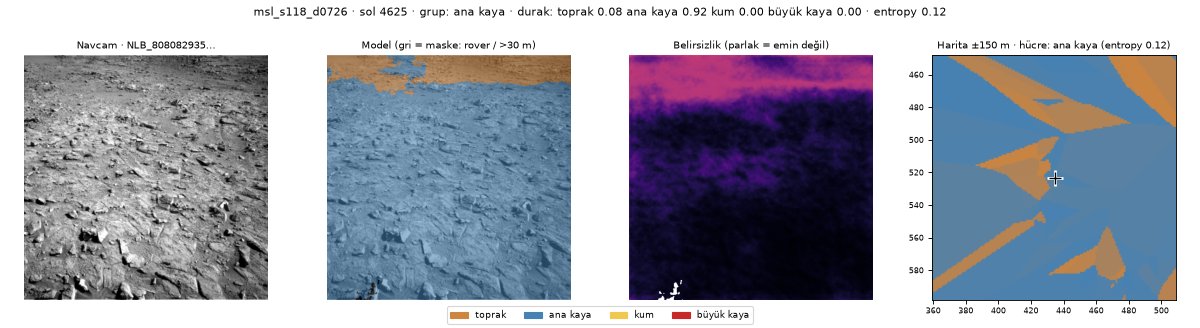 msl_s118_d0726 · sol 4625 · grup: ana kaya · durak: toprak 0.08 ana kaya 0.92 kum 0.00 büyük kaya 0.00 · entropy 0.12
Navcam · NLB_808082935...
Model (gri = maske: rover / >30 m)
Belirsizlik (parlak = emin değil)
Harita ±150 m · hücre: ana kaya (entropy 0.12)
460
480
500
520
540
560
580
360 380 400 420 440 460 480 500
toprak ana kaya kum büyük kaya